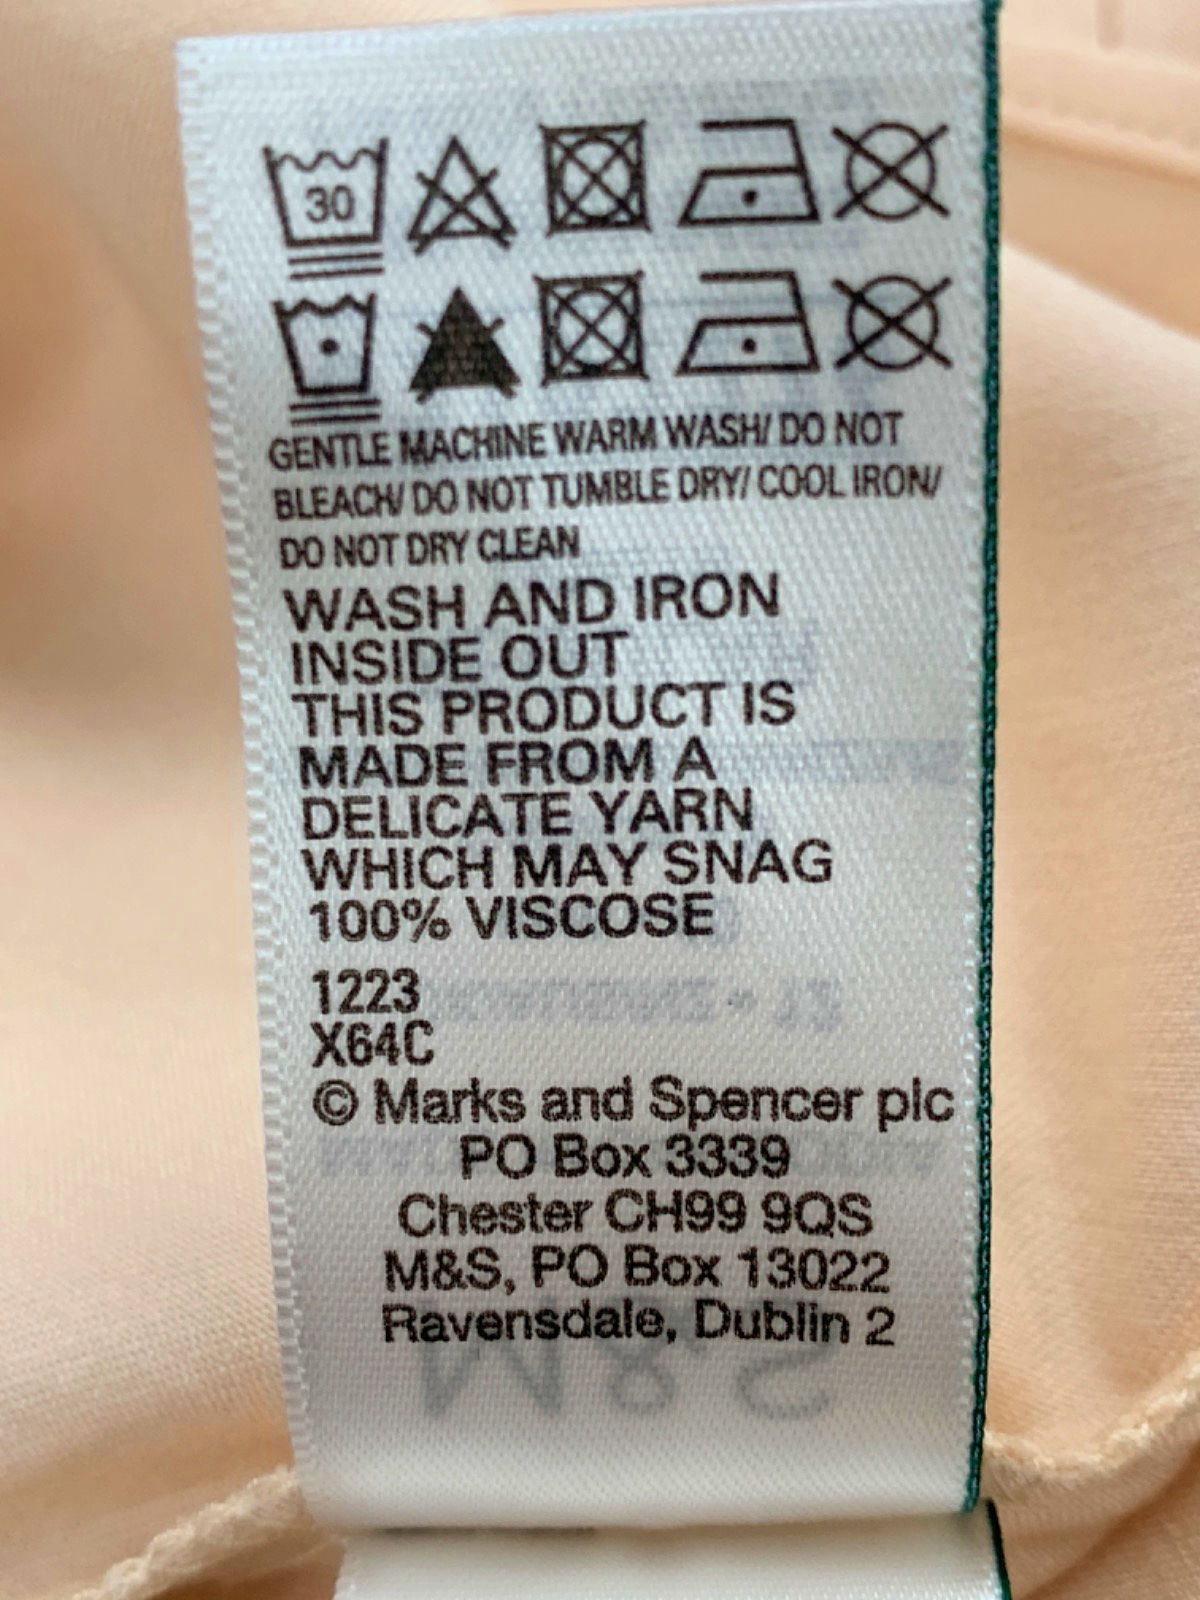 30
GENTLE MACHINE WARM WASH/ DO NOT
BLEACH/ DO NOT TUMBLE DRY/ COOL IRON/
DO NOT DRY CLEAN
WASH AND IRON
INSIDE OUT
THIS PRODUCT IS
MADE FROM A
DELICATE YARN
WHICH MAY SNAG
100% VISCOSE
1223
X64C
© Marks and Spencer plc
PO Box 3339
Chester CH99 9QS
M&S, PO Box 13022
Ravensdale, Dublin 2